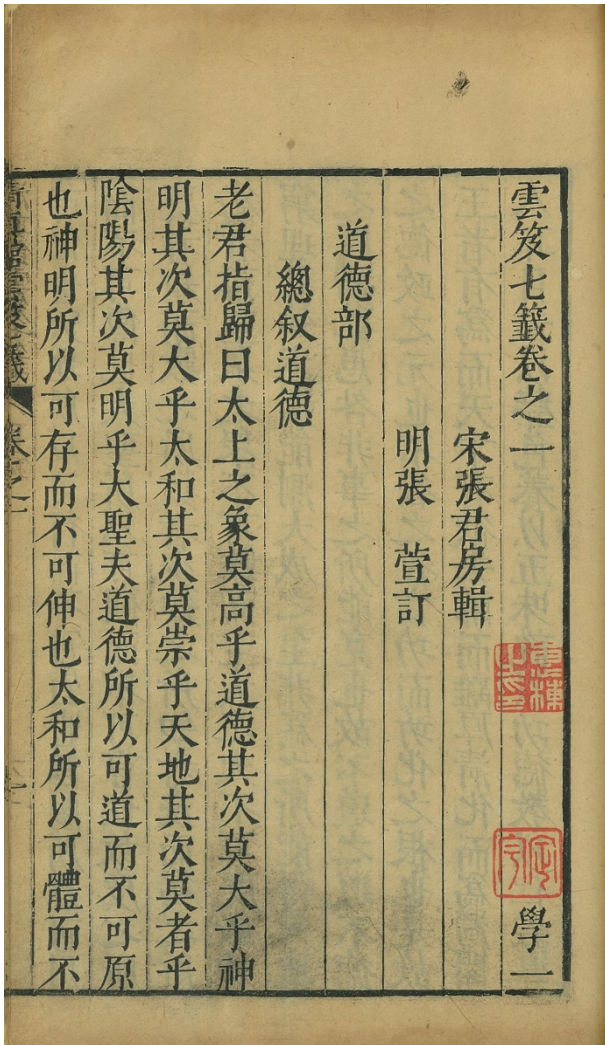 雲笈七籤卷之一 學一
宋張君房輯
明張 萱訂
道德部
總叙道德
老君指歸曰太上之象莫高乎道德其次莫大乎神
明其次莫大乎太和其次莫崇乎天地其次莫者乎
陰陽其次莫明乎大聖夫道德所以可道而不可原
也神明所以可存而不可伸也太和所以可體而不